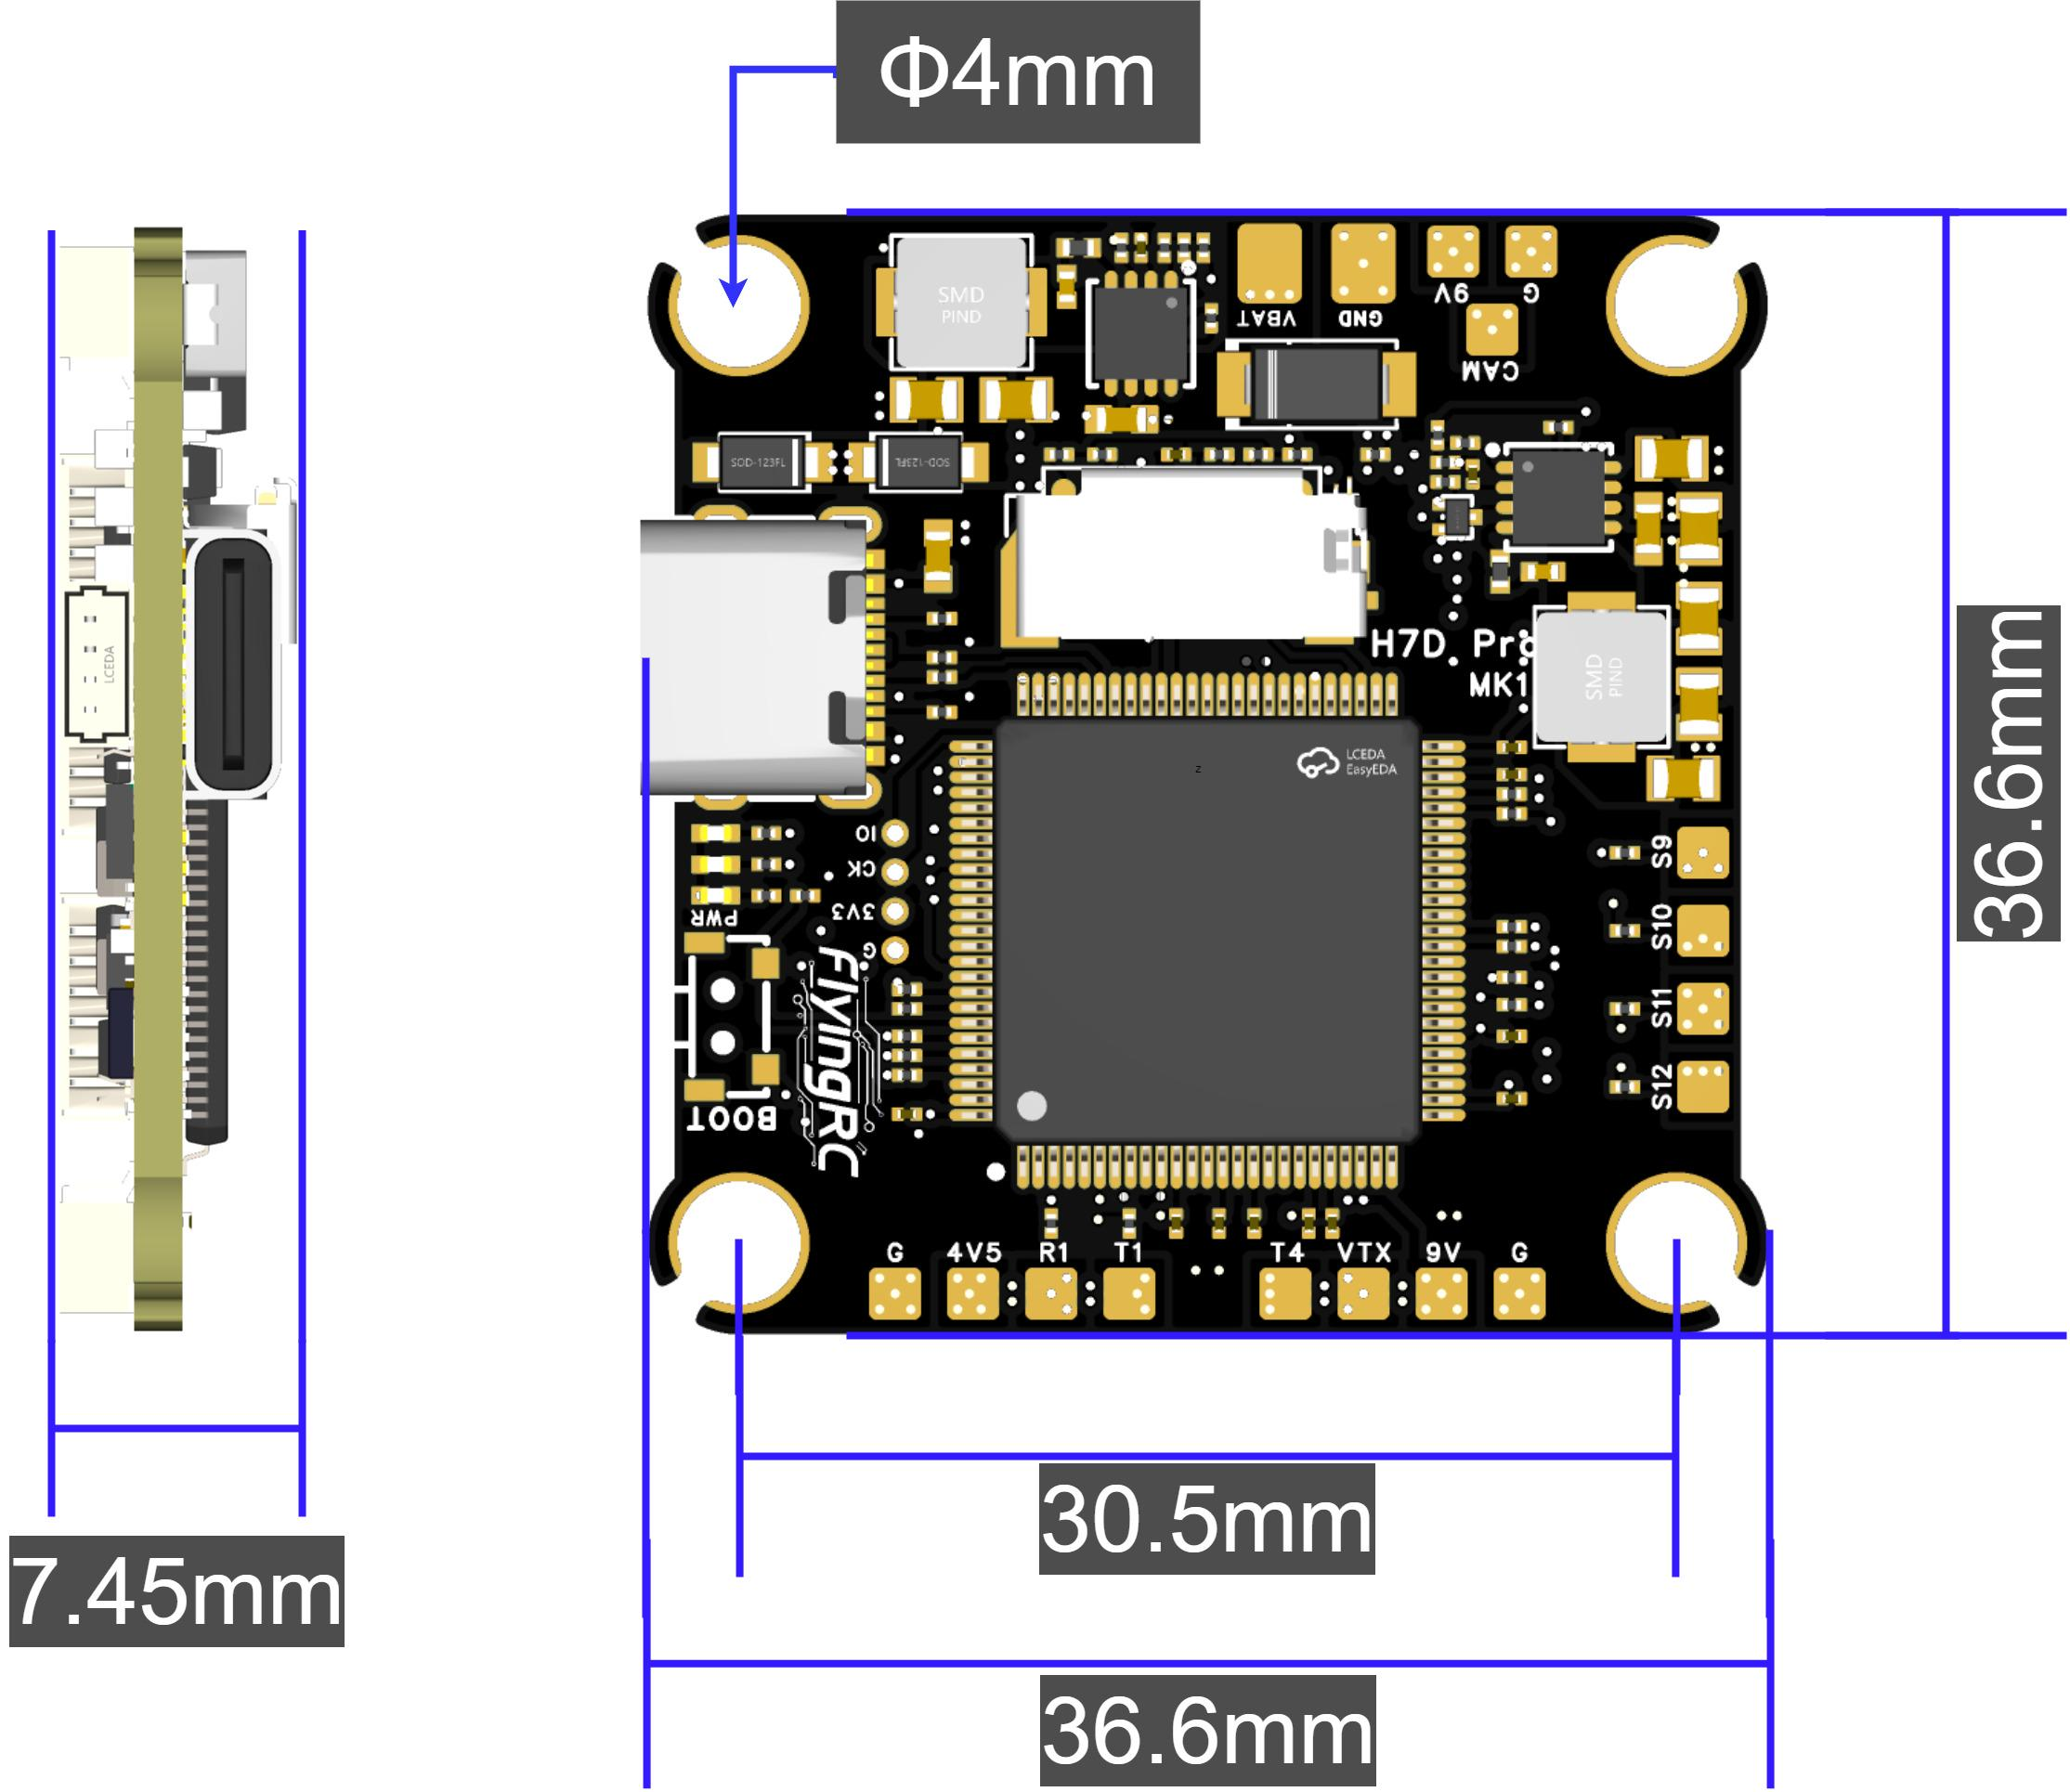 Φ4mm
SMD
PIND
VBAT
GND
9V
G
CAM
SOD-123FL
SOD-123FL
H7D Pro
MK1
SMD
PIND
LCEDA
EasyEDA
z
LCEDA
IO
CK
3V3
G
PWR
BOOT
FlyingRC
S9
S10
S11
S12
G 4V5 R1 T1 T4 VTX 9V G
36.6mm
30.5mm
7.45mm
36.6mm